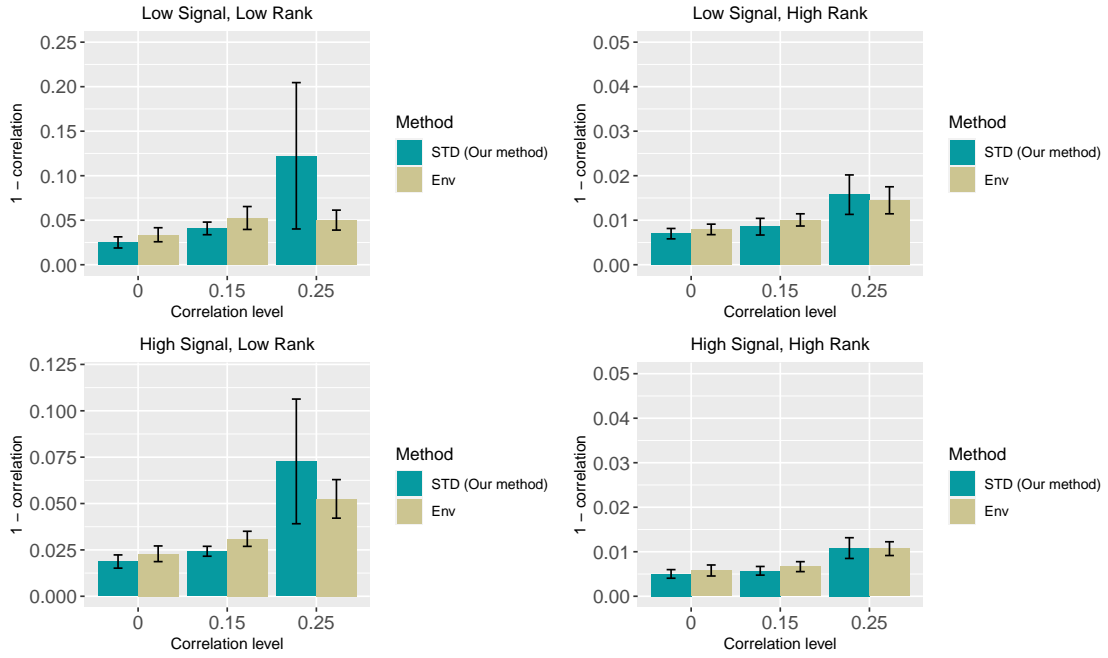 Low Signal, Low Rank
0.25
0.20
0.15
0.10
0.05
0.00
1 − correlation
0 0.15 0.25
Correlation level
Method
STD (Our method)
Env
Low Signal, High Rank
0.05
0.04
0.03
0.02
0.01
0.00
1 − correlation
0 0.15 0.25
Correlation level
Method
STD (Our method)
Env
High Signal, Low Rank
0.125
0.100
0.075
0.050
0.025
0.000
1 − correlation
0 0.15 0.25
Correlation level
Method
STD (Our method)
Env
High Signal, High Rank
0.05
0.04
0.03
0.02
0.01
0.00
1 − correlation
0 0.15 0.25
Correlation level
Method
STD (Our method)
Env